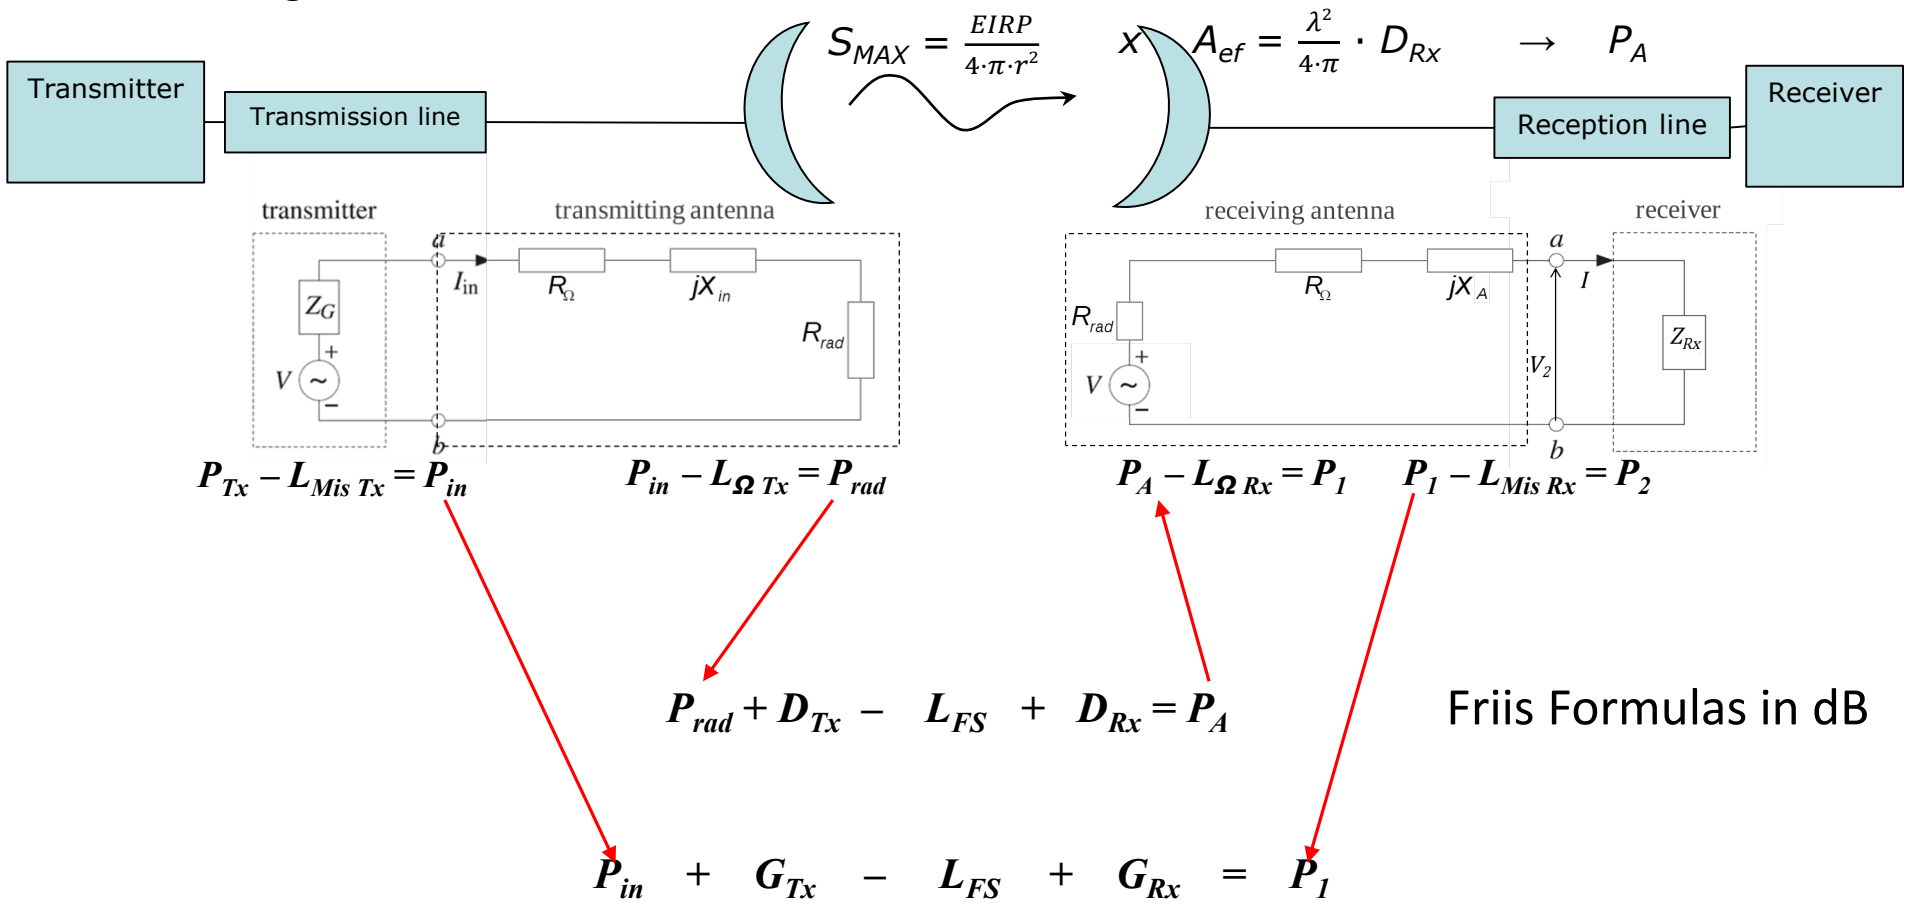 S_MAX = EIRP / 4·π·r² x A_ef = λ² / 4·π · D_Rx → P_A
Transmitter
Transmission line
Reception line
Receiver
transmitter
transmitting antenna
receiving antenna
receiver
a
I_in
R_Ω
jX_in
Z_G
R_rad
+
V
~
−
b
R_Ω
jX_A
a
I
R_rad
Z_Rx
+
V
~
−
V_2
b
P_Tx – L_Mis Tx = P_in
P_in – L_Ω Tx = P_rad
P_A – L_Ω Rx = P_1
P_1 – L_Mis Rx = P_2
P_rad + D_Tx – L_FS + D_Rx = P_A
Friis Formulas in dB
P_in + G_Tx – L_FS + G_Rx = P_1